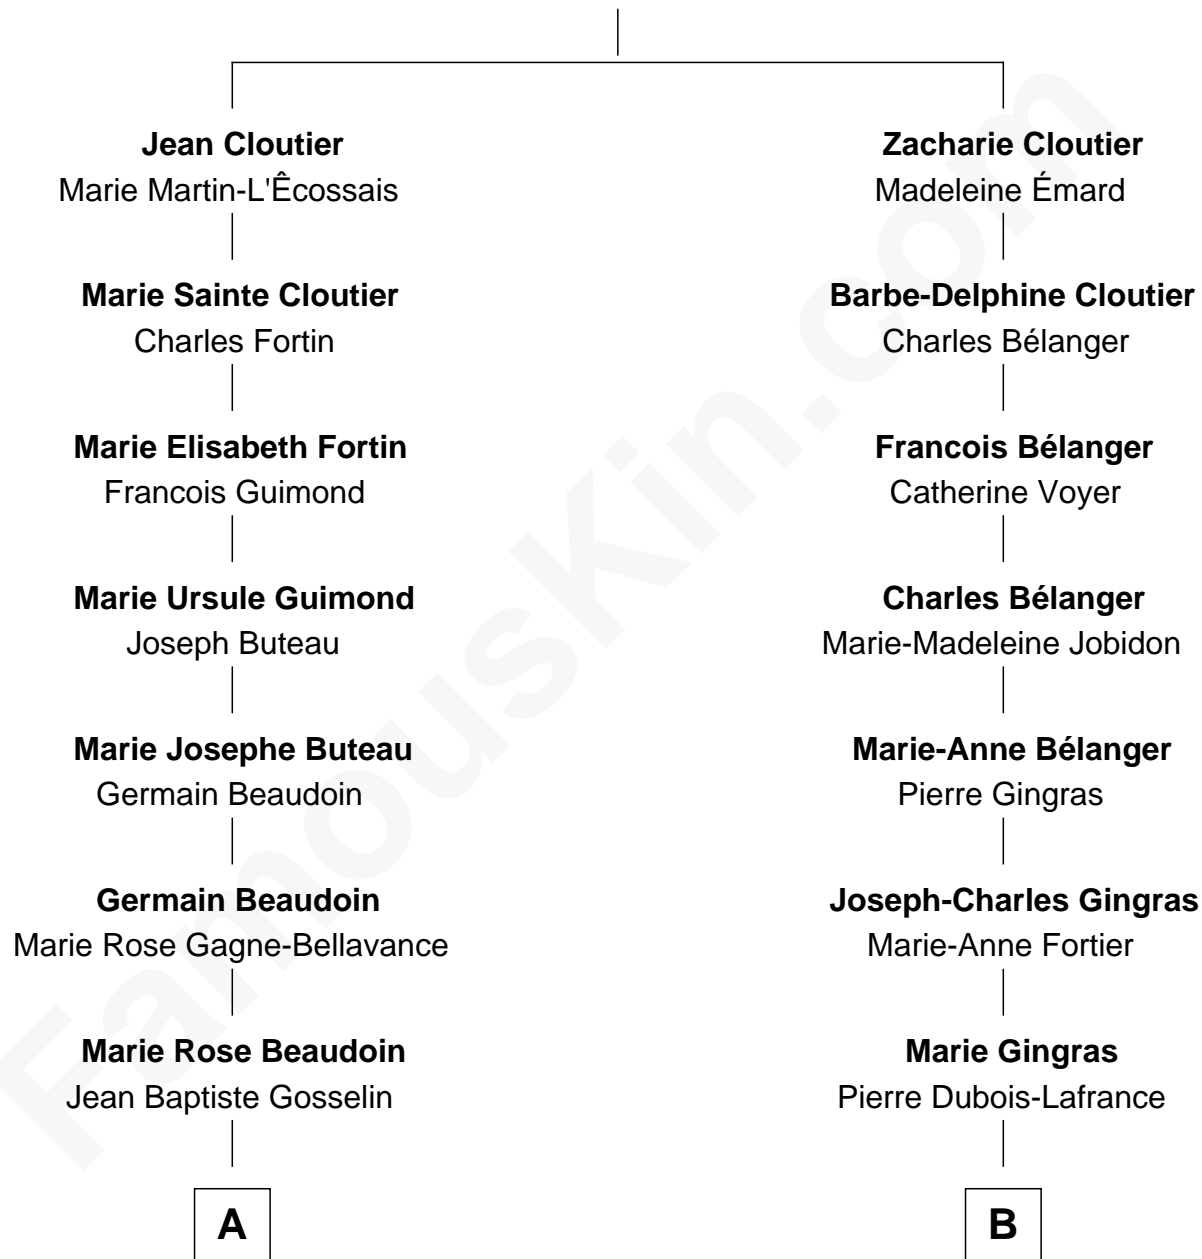 Jean Cloutier
Marie Martin-L'Êcossais
Marie Sainte Cloutier
Charles Fortin
Marie Elisabeth Fortin
Francois Guimond
Marie Ursule Guimond
Joseph Buteau
Marie Josephe Buteau
Germain Beaudoin
Germain Beaudoin
Marie Rose Gagne-Bellavance
Marie Rose Beaudoin
Jean Baptiste Gosselin
A
Zacharie Cloutier
Madeleine Émard
Barbe-Delphine Cloutier
Charles Bélanger
Francois Bélanger
Catherine Voyer
Charles Bélanger
Marie-Madeleine Jobidon
Marie-Anne Bélanger
Pierre Gingras
Joseph-Charles Gingras
Marie-Anne Fortier
Marie Gingras
Pierre Dubois-Lafrance
B
FamousKin.com